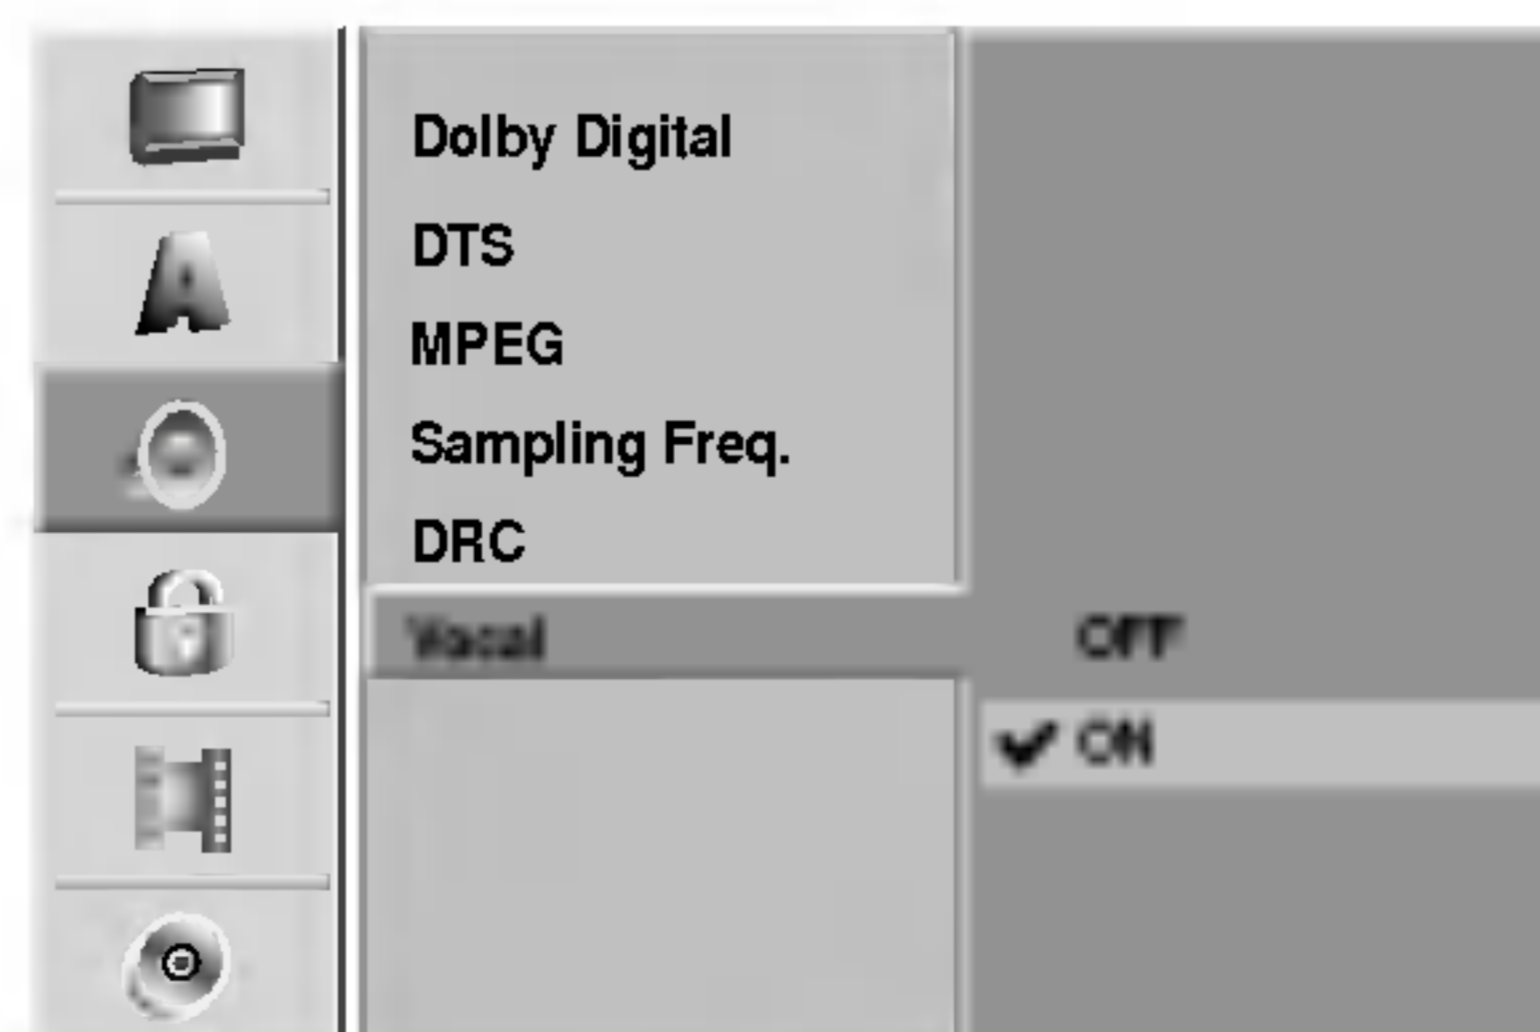 Dolby Digital
DTS
MPEG
Sampling Freq.
DRC
Vocal OFF
ON